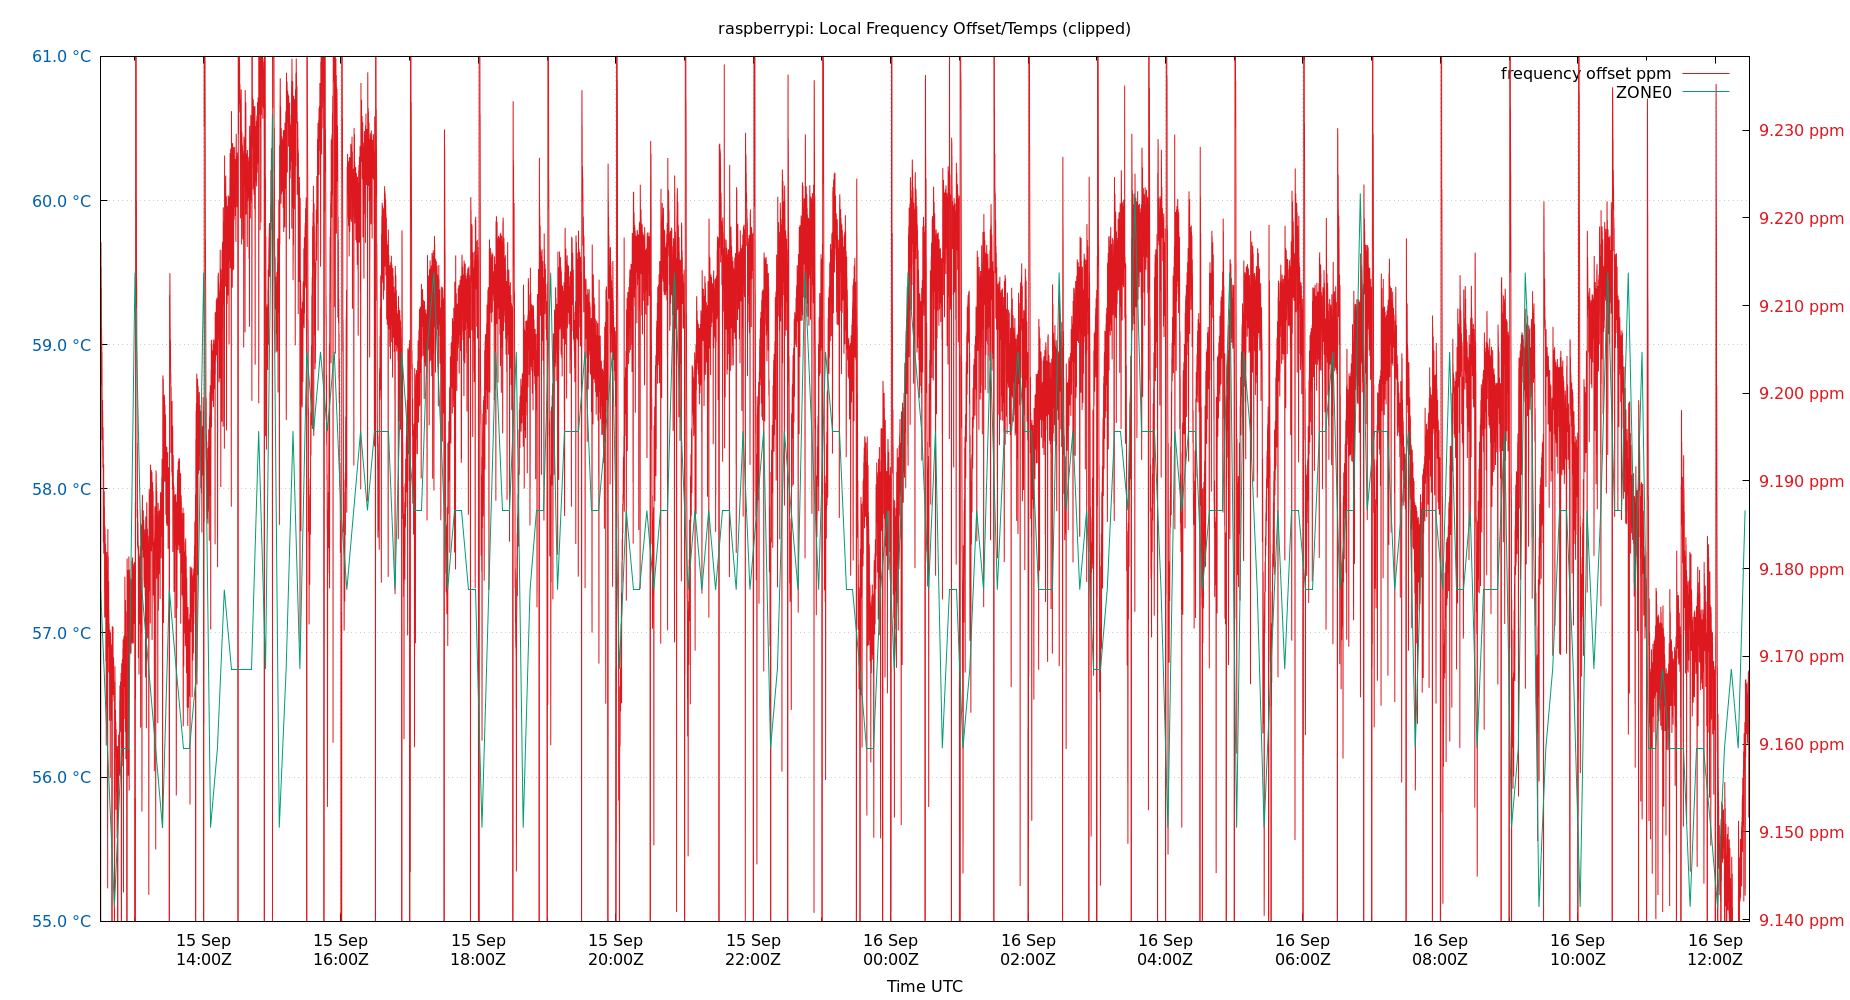 raspberrypi: Local Frequency Offset/Temps (clipped)
frequency offset ppm
ZONE0
61.0 °C
60.0 °C
59.0 °C
58.0 °C
57.0 °C
56.0 °C
55.0 °C
9.230 ppm
9.220 ppm
9.210 ppm
9.200 ppm
9.190 ppm
9.180 ppm
9.170 ppm
9.160 ppm
9.150 ppm
9.140 ppm
15 Sep 15 Sep 15 Sep 15 Sep 15 Sep 16 Sep 16 Sep 16 Sep 16 Sep 16 Sep 16 Sep 16 Sep
14:00Z 16:00Z 18:00Z 20:00Z 22:00Z 00:00Z 02:00Z 04:00Z 06:00Z 08:00Z 10:00Z 12:00Z
Time UTC